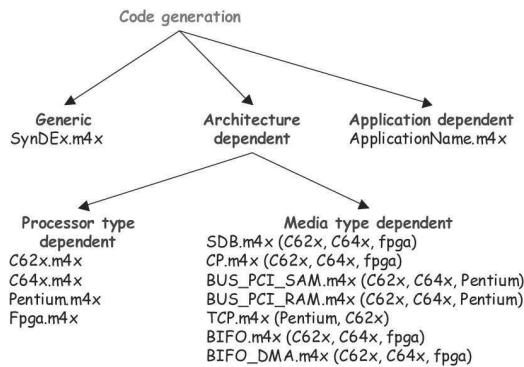 Code generation
Generic
SynDEx.m4x
Architecture
dependent
Application dependent
ApplicationName.m4x
Processor type
dependent
C62x.m4x
C64x.m4x
Pentium.m4x
Fpga.m4x
Media type dependent
SDB.m4x (C62x, C64x, fpga)
CP.m4x (C62x, C64x, fpga)
BUS_PCI_SAM.m4x (C62x, C64x, Pentium)
BUS_PCI_RAM.m4x (C62x, C64x, Pentium)
TCP.m4x (Pentium, C62x)
BIFO.m4x (C62x, C64x, fpga)
BIFO_DMA.m4x (C62x, C64x, fpga)